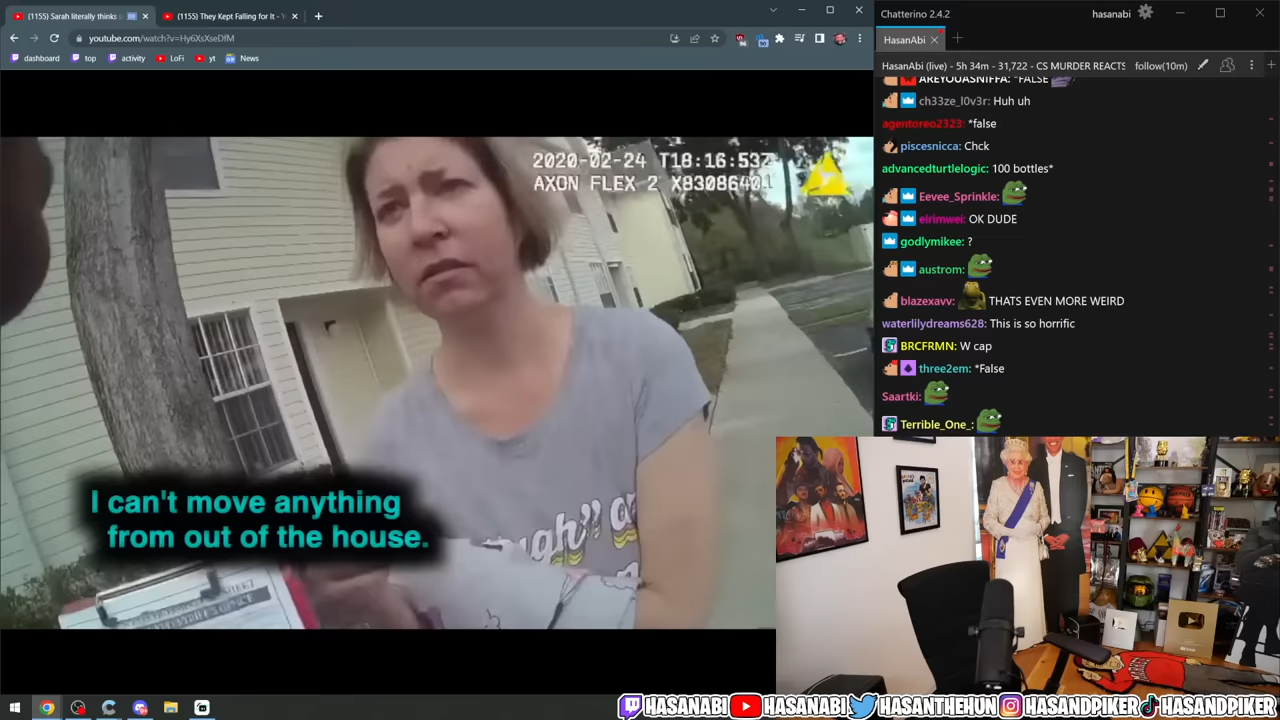 (1155) Sarah literally thinks
(1155) They Kept Falling for It - Y
youtube.com/watch?v=Hy6XsXseDfM
dashboard
top
activity
LoFi
yt
News
2020-02-24 T18:16:53Z
AXON FLEX 2
I can't move anything
from out of the house.
Chatterino 2.4.2
hasanabi
HasanAbi
HasanAbi (live) - 5h 34m - 31,722 - CS MURDER REACTS
follow(10m)
AREYOUASNIFFA: *FALSE
ch33ze_l0v3r: Huh uh
agentoreo2323: *false
piscesnicca: Chck
advancedturtlelogic: 100 bottles*
Eevee_Sprinkle:
elrimwei: OK DUDE
godlymikee: ?
austrom:
blazexavv: THATS EVEN MORE WEIRD
waterlilydreams628: This is so horrific
BRCFRMN: W cap
three2em: *False
Saartki:
Terrible_One_:
HASANABI
HASANABI
HASANTHEHUN
HASANDPIKER
HASANDPIKER